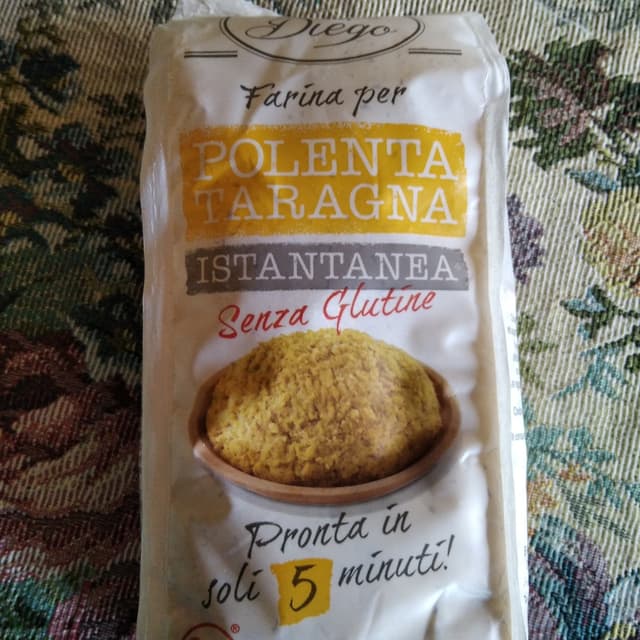 Diego
Farina per
POLENTA
TARAGNA
ISTANTANEA
Senza Glutine
Pronta in
soli 5 minuti!
®